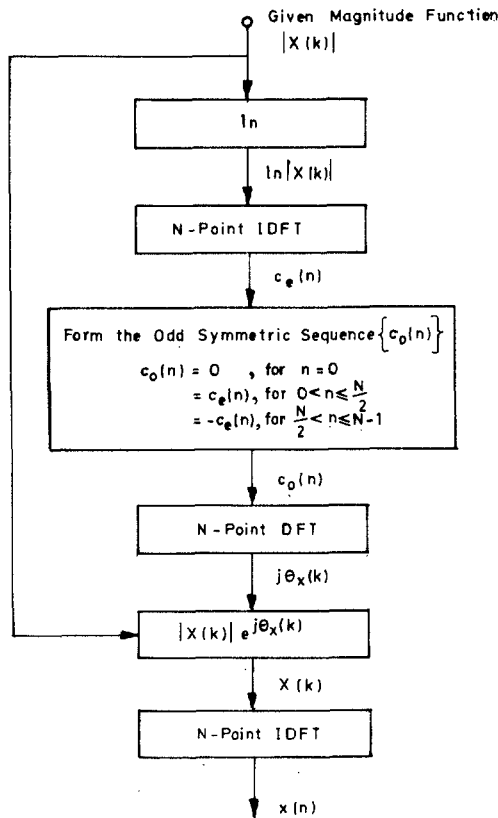 Given Magnitude Function
|X(k)|
ln
ln|X(k)|
N-Point IDFT
c_e(n)
Form the Odd Symmetric Sequence {c_o(n)}
c_o(n) = 0 , for n = 0
= c_e(n), for 0 < n ≤ N/2
= -c_e(n), for N/2 < n ≤ N-1
c_o(n)
N-Point DFT
jθ_x(k)
|X(k)| e^{jθ_x(k)}
X(k)
N-Point IDFT
x(n)